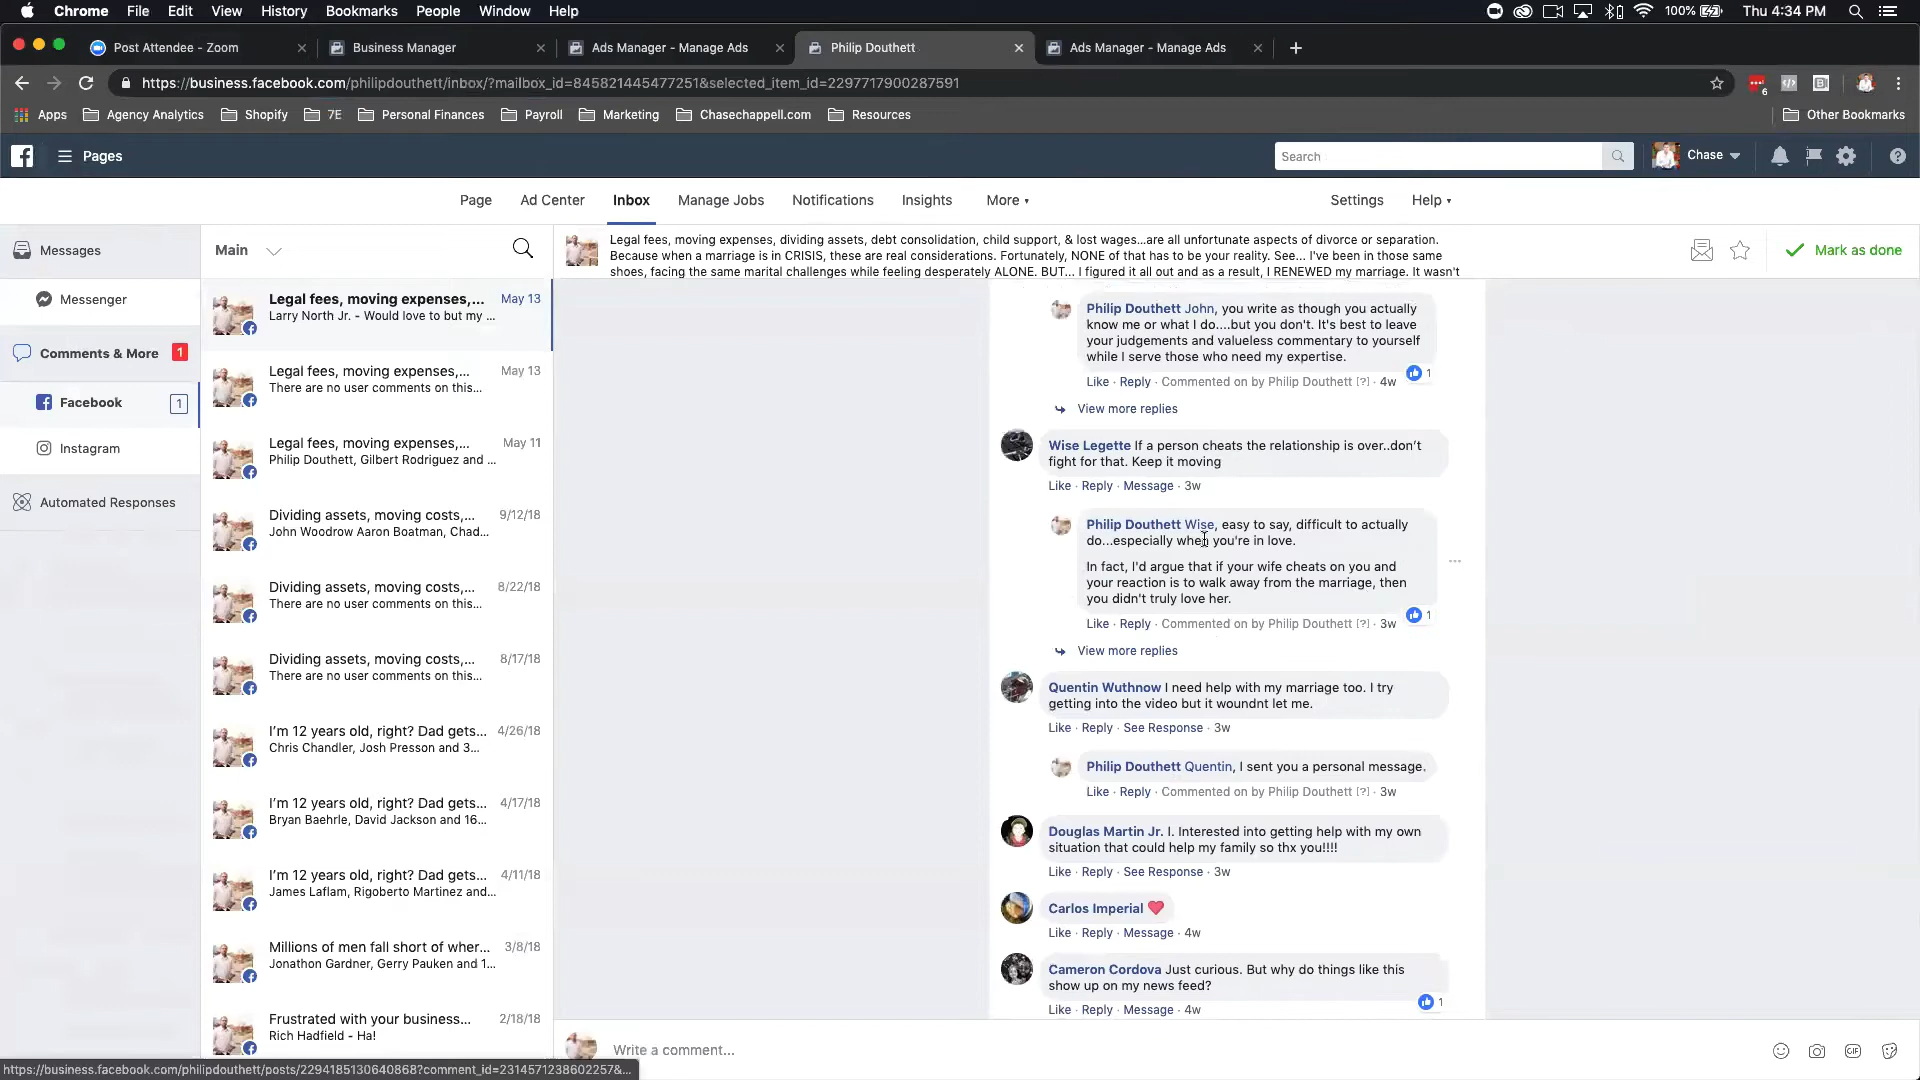 Chrome File Edit View History Bookmarks People Window Help 100% Thu 4:34 PM
Post Attendee - Zoom
Business Manager
Ads Manager - Manage Ads
Philip Douthett
Ads Manager - Manage Ads
https://business.facebook.com/philipdouthett/inbox/?mailbox_id=845821445477251&selected_item_id=2297717900287591
6
Apps Agency Analytics Shopify 7E Personal Finances Payroll Marketing Chasechappell.com Resources Other Bookmarks
Pages Search Chase
Page Ad Center Inbox Manage Jobs Notifications Insights More Settings Help
Messages
Messenger
Comments & More 1
Facebook 1
Instagram
Automated Responses
Main
Legal fees, moving expenses,... May 13
Larry North Jr. - Would love to but my ...
Legal fees, moving expenses,... May 13
There are no user comments on this...
Legal fees, moving expenses,... May 11
Philip Douthett, Gilbert Rodriguez and ...
Dividing assets, moving costs,... 9/12/18
John Woodrow Aaron Boatman, Chad...
Dividing assets, moving costs,... 8/22/18
There are no user comments on this...
Dividing assets, moving costs,... 8/17/18
There are no user comments on this...
I'm 12 years old, right? Dad gets... 4/26/18
Chris Chandler, Josh Presson and 3...
I'm 12 years old, right? Dad gets... 4/17/18
Bryan Baehrle, David Jackson and 16...
I'm 12 years old, right? Dad gets... 4/11/18
James Laflam, Rigoberto Martinez and...
Millions of men fall short of wher... 3/8/18
Jonathon Gardner, Gerry Pauken and 1...
Frustrated with your business... 2/18/18
Rich Hadfield - Ha!
Legal fees, moving expenses, dividing assets, debt consolidation, child support, & lost wages...are all unfortunate aspects of divorce or separation.
Because when a marriage is in CRISIS, these are real considerations. Fortunately, NONE of that has to be your reality. See... I've been in those same
shoes, facing the same marital challenges while feeling desperately ALONE. BUT... I figured it all out and as a result, I RENEWED my marriage. It wasn't
Mark as done
Philip Douthett John, you write as though you actually
know me or what I do....but you don't. It's best to leave
your judgements and valueless commentary to yourself
while I serve those who need my expertise.
1
Like · Reply · Commented on by Philip Douthett [?] · 4w
View more replies
Wise Legette If a person cheats the relationship is over..don't
fight for that. Keep it moving
Like · Reply · Message · 3w
Philip Douthett Wise, easy to say, difficult to actually
do...especially when you're in love.
In fact, I'd argue that if your wife cheats on you and
your reaction is to walk away from the marriage, then
you didn't truly love her.
1
Like · Reply · Commented on by Philip Douthett [?] · 3w
View more replies
Quentin Wuthnow I need help with my marriage too. I try
getting into the video but it woundnt let me.
Like · Reply · See Response · 3w
Philip Douthett Quentin, I sent you a personal message.
Like · Reply · Commented on by Philip Douthett [?] · 3w
Douglas Martin Jr. I. Interested into getting help with my own
situation that could help my family so thx you!!!!
Like · Reply · See Response · 3w
Carlos Imperial
Like · Reply · Message · 4w
Cameron Cordova Just curious. But why do things like this
show up on my news feed?
1
Like · Reply · Message · 4w
Write a comment...
GIF
https://business.facebook.com/philipdouthett/posts/2294185130640868?comment_id=2314571238602257&...